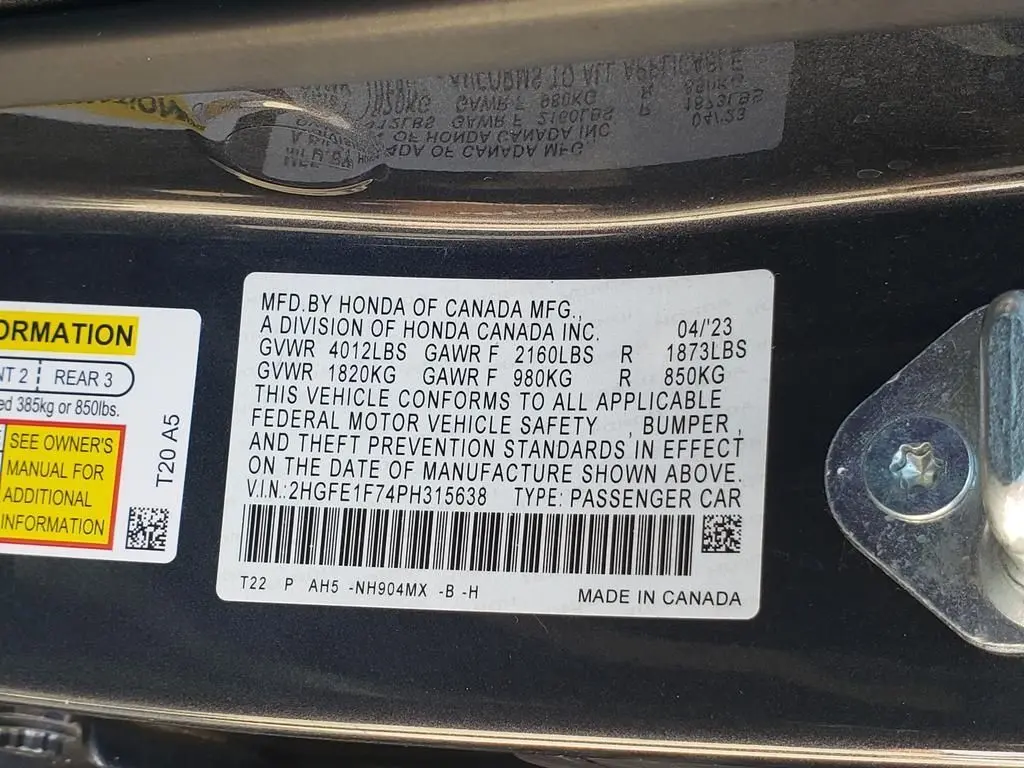 MFD.BY HONDA OF CANADA MFG.,
A DIVISION OF HONDA CANADA INC. 04/'23
GVWR 4012LBS GAWR F 2160LBS R 1873LBS
GVWR 1820KG GAWR F 980KG R 850KG
THIS VEHICLE CONFORMS TO ALL APPLICABLE
FEDERAL MOTOR VEHICLE SAFETY , BUMPER ,
AND THEFT PREVENTION STANDARDS IN EFFECT
ON THE DATE OF MANUFACTURE SHOWN ABOVE.
V.I.N.:2HGFE1F74PH315638 TYPE: PASSENGER CAR
T22 P AH5 -NH904MX -B -H MADE IN CANADA
ORMATION
NT 2 REAR 3
ed 385kg or 850lbs.
SEE OWNER'S
MANUAL FOR
ADDITIONAL
INFORMATION
T20 A5